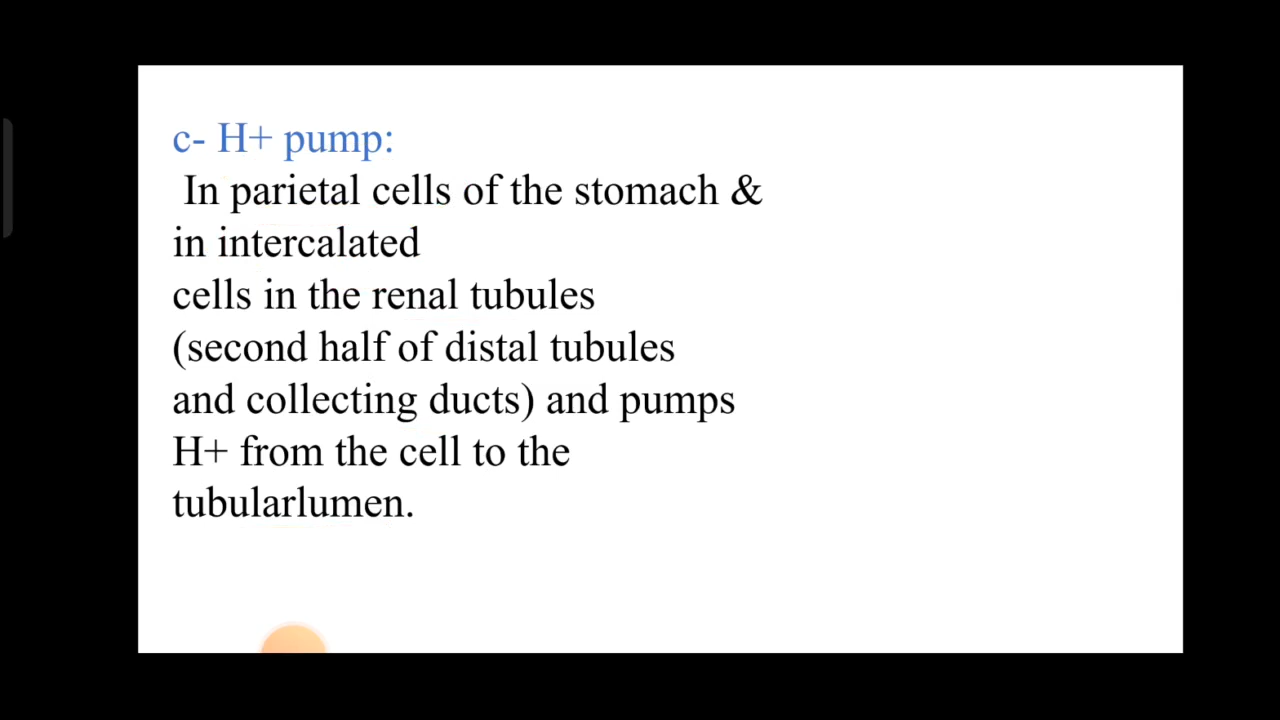 c- H+ pump:
In parietal cells of the stomach &
in intercalated
cells in the renal tubules
(second half of distal tubules
and collecting ducts) and pumps
H+ from the cell to the
tubularlumen.